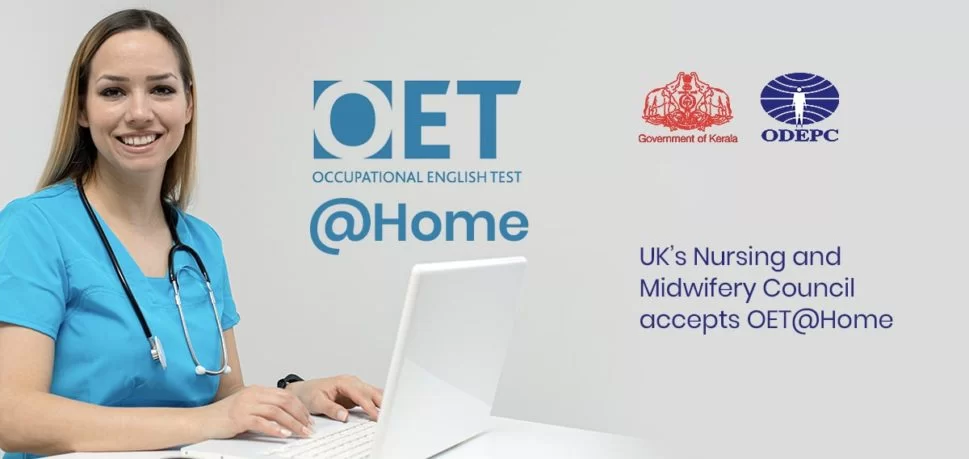 OET
OCCUPATIONAL ENGLISH TEST
@Home
Government of Kerala
ODEPC
UK's Nursing and
Midwifery Council
accepts OET@Home